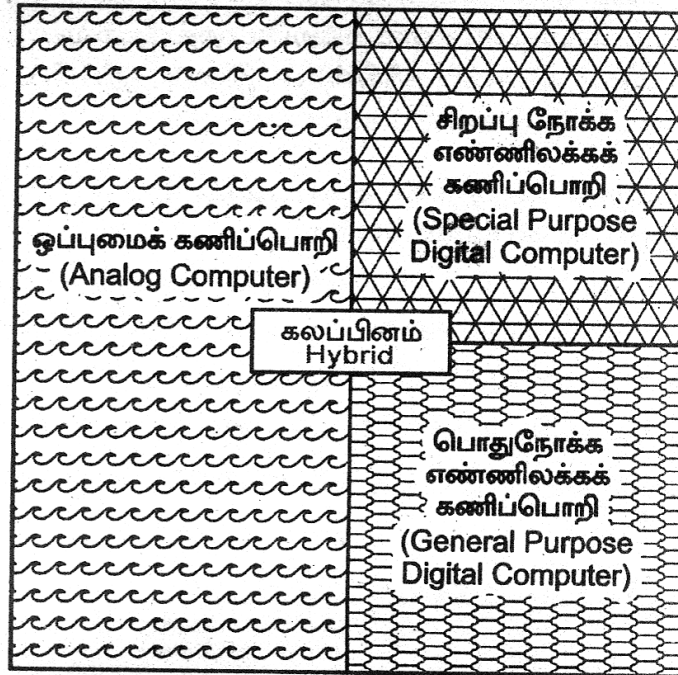 ஒப்புமைக் கணிப்பொறி
(Analog Computer)
சிறப்பு நோக்க
எண்ணிலக்கக்
கணிப்பொறி
(Special Purpose
Digital Computer)
கலப்பினம்
Hybrid
பொதுநோக்க
எண்ணிலக்கக்
கணிப்பொறி
(General Purpose
Digital Computer)